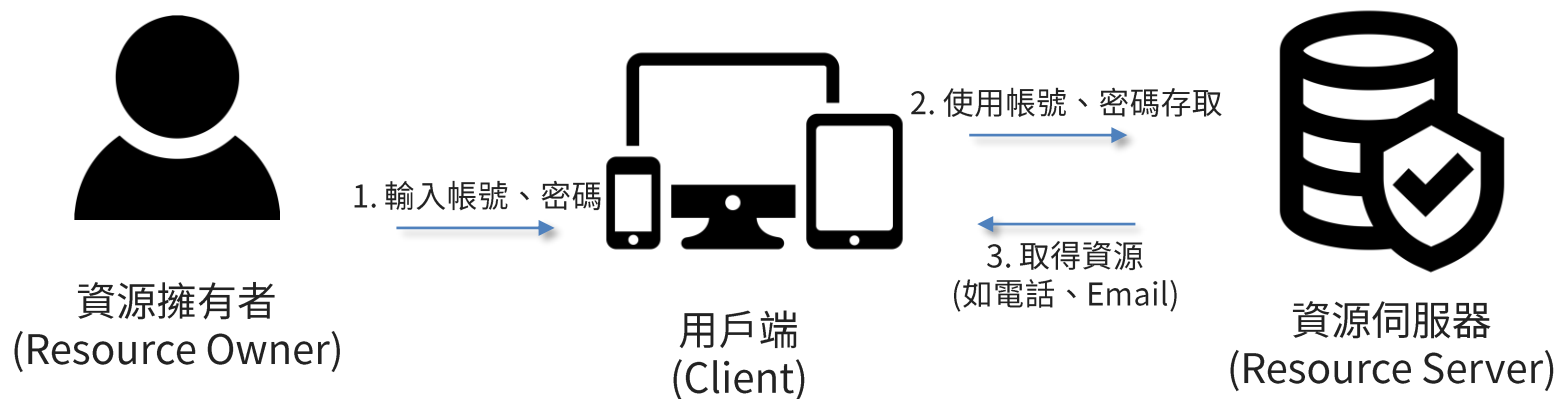 1. 輸入帳號、密碼
2. 使用帳號、密碼存取
3. 取得資源
(如電話、Email)
資源擁有者
(Resource Owner)
用戶端
(Client)
資源伺服器
(Resource Server)